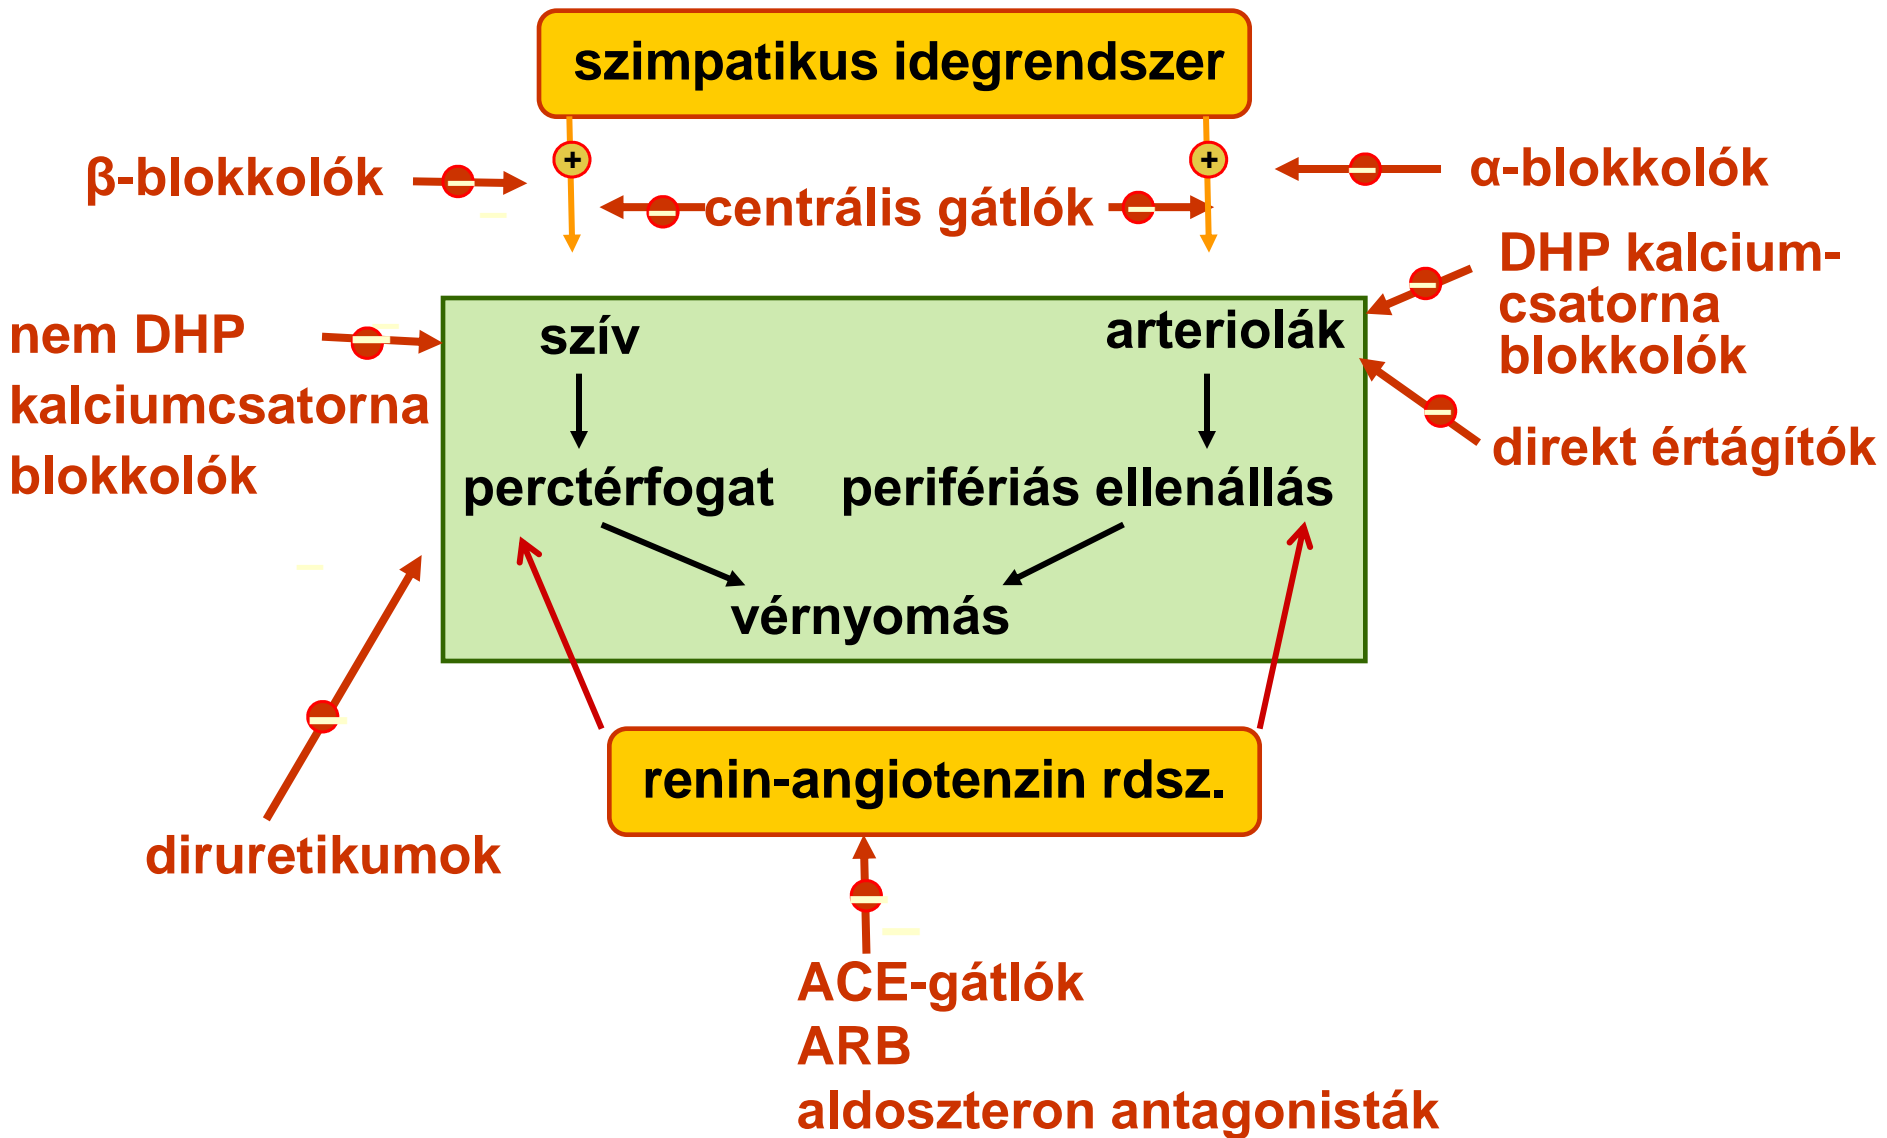 szimpatikus idegrendszer
+
+
β-blokkolók
α-blokkolók
centrális gátlók
DHP kalcium-
csatorna
blokkolók
nem DHP
kalciumcsatorna
blokkolók
szív
arteriolák
direkt értágítók
perctérfogat
perifériás ellenállás
vérnyomás
renin-angiotenzin rdsz.
diruretikumok
ACE-gátlók
ARB
aldoszteron antagonisták